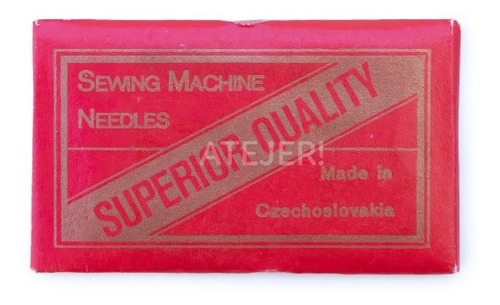 SEWING MACHINE
NEEDLES
SUPERIOR QUALITY
ATEJER!
Made in
Czechoslovakia